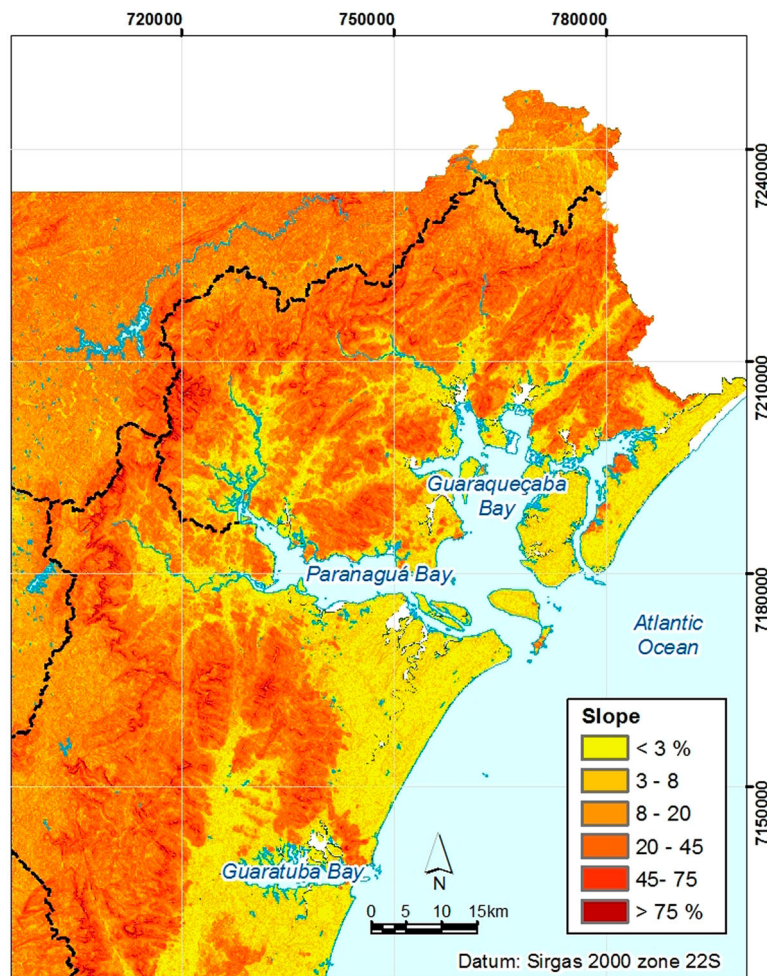 720000 750000 780000
7240000
7210000
Guaraqueçaba
Bay
Paranaguá Bay
7180000
Atlantic
Ocean
Slope
< 3 %
3 - 8
8 - 20
20 - 45
45- 75
> 75 %
7150000
Guaratuba Bay
N
0 5 10 15km
Datum: Sirgas 2000 zone 22S